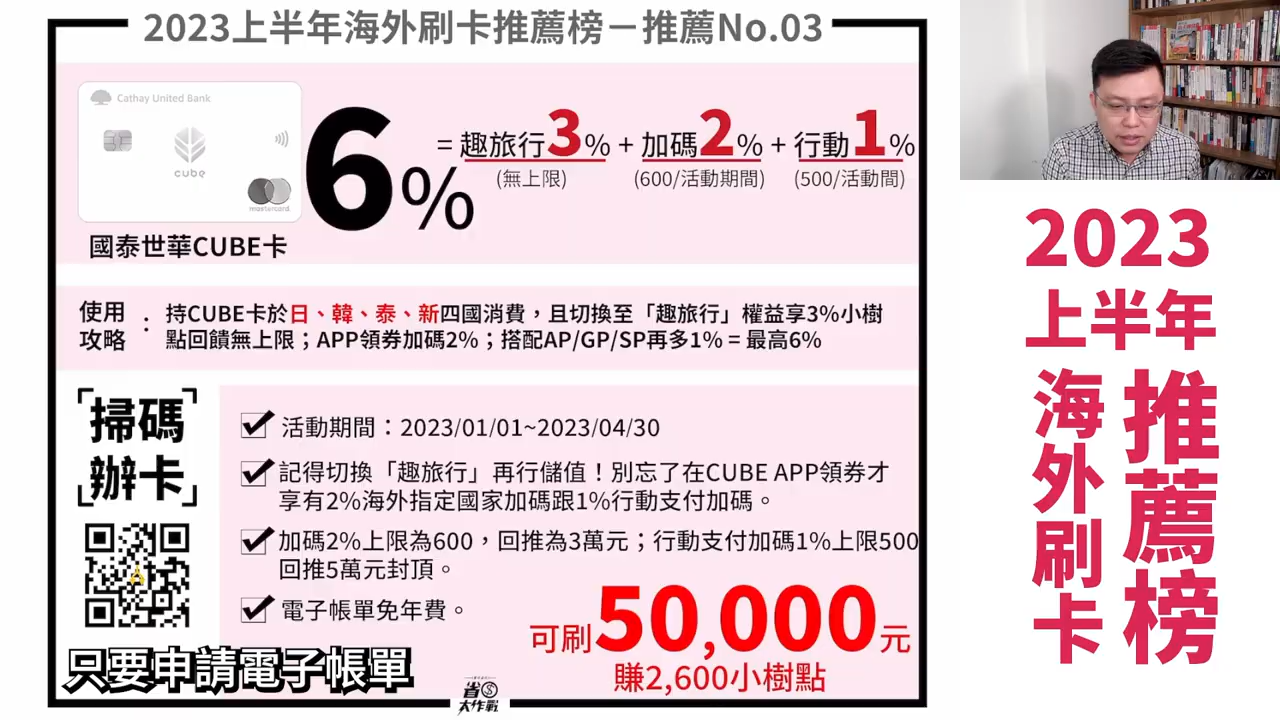 2023上半年海外刷卡推薦榜－推薦No.03
Cathay United Bank
cube
mastercard
國泰世華CUBE卡
6% = 趣旅行3% + 加碼2% + 行動1%
(無上限) (600/活動期間) (500/活動間)
使用攻略：
持CUBE卡於日、韓、泰、新四國消費，且切換至「趣旅行」權益享3%小樹
點回饋無上限；APP領券加碼2%；搭配AP/GP/SP再多1% = 最高6%
掃碼
辦卡
活動期間：2023/01/01~2023/04/30
記得切換「趣旅行」再行儲值！別忘了在CUBE APP領券才
享有2%海外指定國家加碼跟1%行動支付加碼。
加碼2%上限為600，回推為3萬元；行動支付加碼1%上限500
回推5萬元封頂。
電子帳單免年費。
可刷50,000元
賺2,600小樹點
只要申請電子帳單
省
大作戰
2023
上半年
海外刷卡
推薦榜